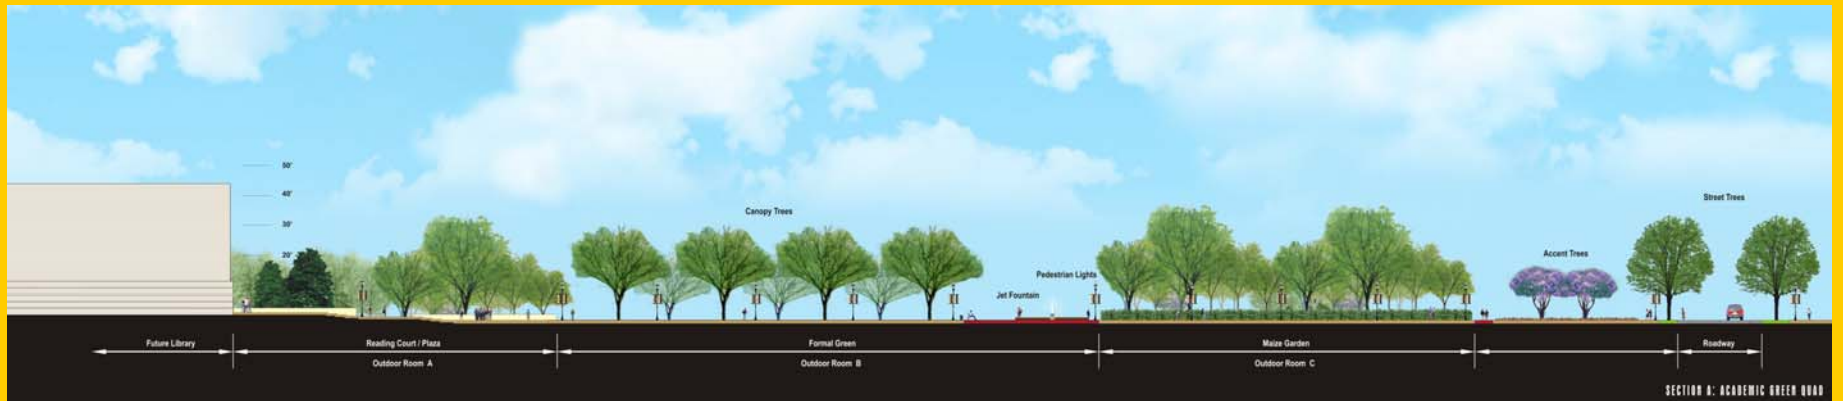 50'
40'
30'
20'
Canopy Trees
Street Trees
Accent Trees
Pedestrian Lights
Jet Fountain
Future Library
Reading Court / Plaza
Formal Green
Maize Garden
Roadway
Outdoor Room A
Outdoor Room B
Outdoor Room C
SECTION A: ACADEMIC GREEN QUAD